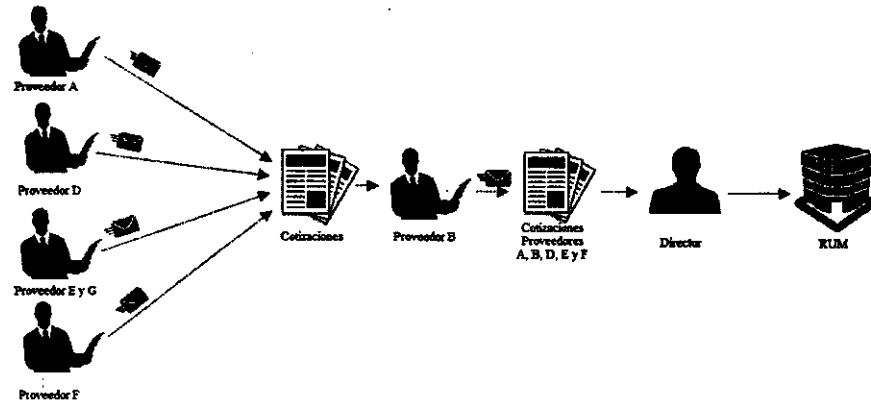 Proveedor A
Proveedor D
Proveedor E y G
Proveedor F
Cotizaciones
Proveedor B
Cotizaciones
Proveedores
A, B, D, E y F
Director
RUM